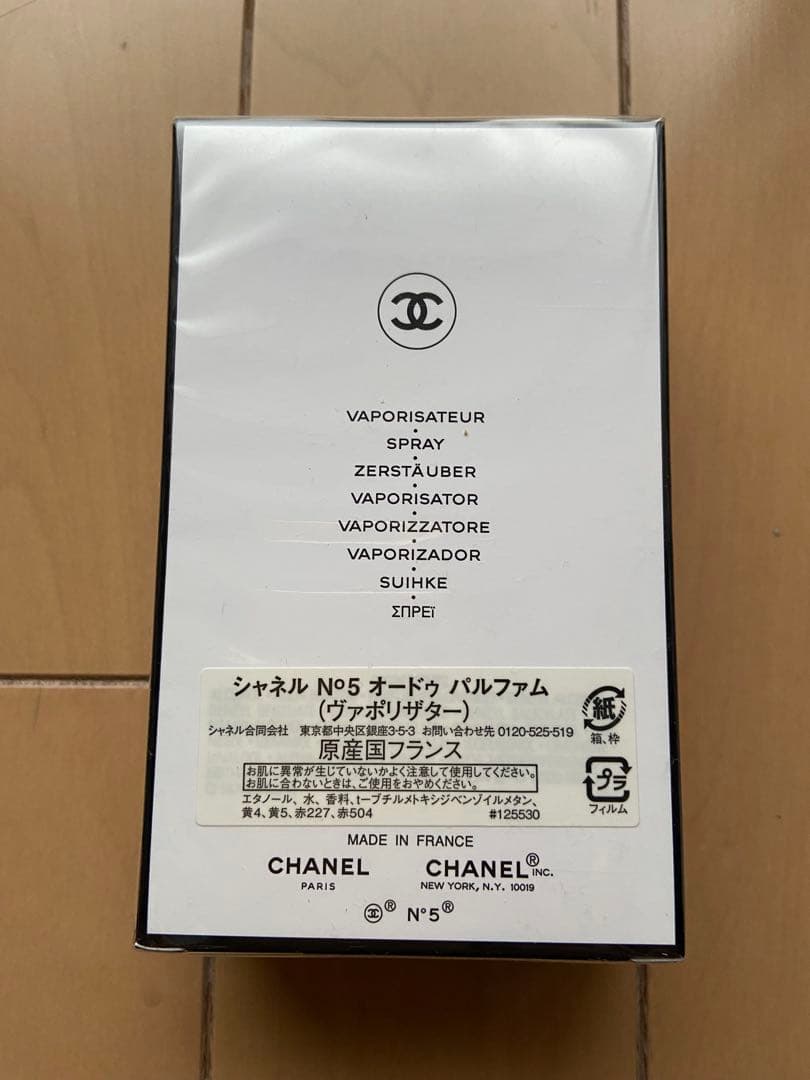 VAPORISATEUR
SPRAY
ZERSTÄUBER
VAPORISATOR
VAPORIZZATORE
VAPORIZADOR
SUIHKE
ΣΠΡΕϊ
シャネル Nº5 オードゥ パルファム
(ヴァポリザター)
シャネル合同会社 東京都中央区銀座3-5-3 お問い合わせ先 0120-525-519
原産国フランス
お肌に異常が生じていないかよく注意して使用してください。
お肌に合わないときは、ご使用をおやめください。
エタノール、水、香料、t-ブチルメトキシジベンゾイルメタン、
黄4、黄5、赤227、赤504 #125530
紙
箱、枠
プラ
フィルム
MADE IN FRANCE
CHANEL CHANEL® INC.
PARIS NEW YORK, N.Y. 10019
® N°5®